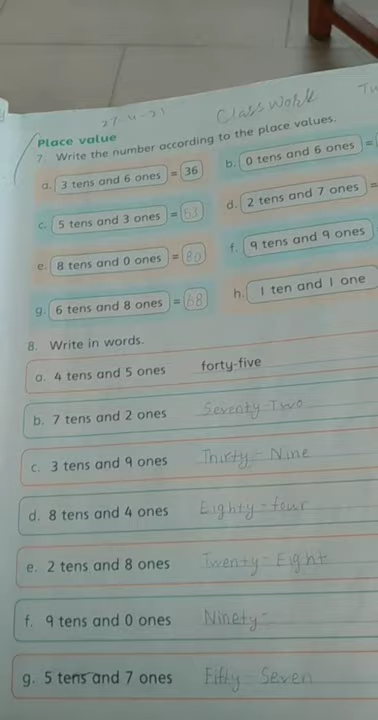 27-4-21 Class Work
Place value
7. Write the number according to the place values.
a. 3 tens and 6 ones = 36
b. 0 tens and 6 ones =
c. 5 tens and 3 ones = 53
d. 2 tens and 7 ones =
e. 8 tens and 0 ones = 80
f. 9 tens and 9 ones
g. 6 tens and 8 ones = 68
h. 1 ten and 1 one
8. Write in words.
a. 4 tens and 5 ones forty-five
b. 7 tens and 2 ones Seventy-Two
c. 3 tens and 9 ones Thirty-Nine
d. 8 tens and 4 ones Eighty-four
e. 2 tens and 8 ones Twenty-Eight
f. 9 tens and 0 ones Ninety-
g. 5 tens and 7 ones Fifty-Seven